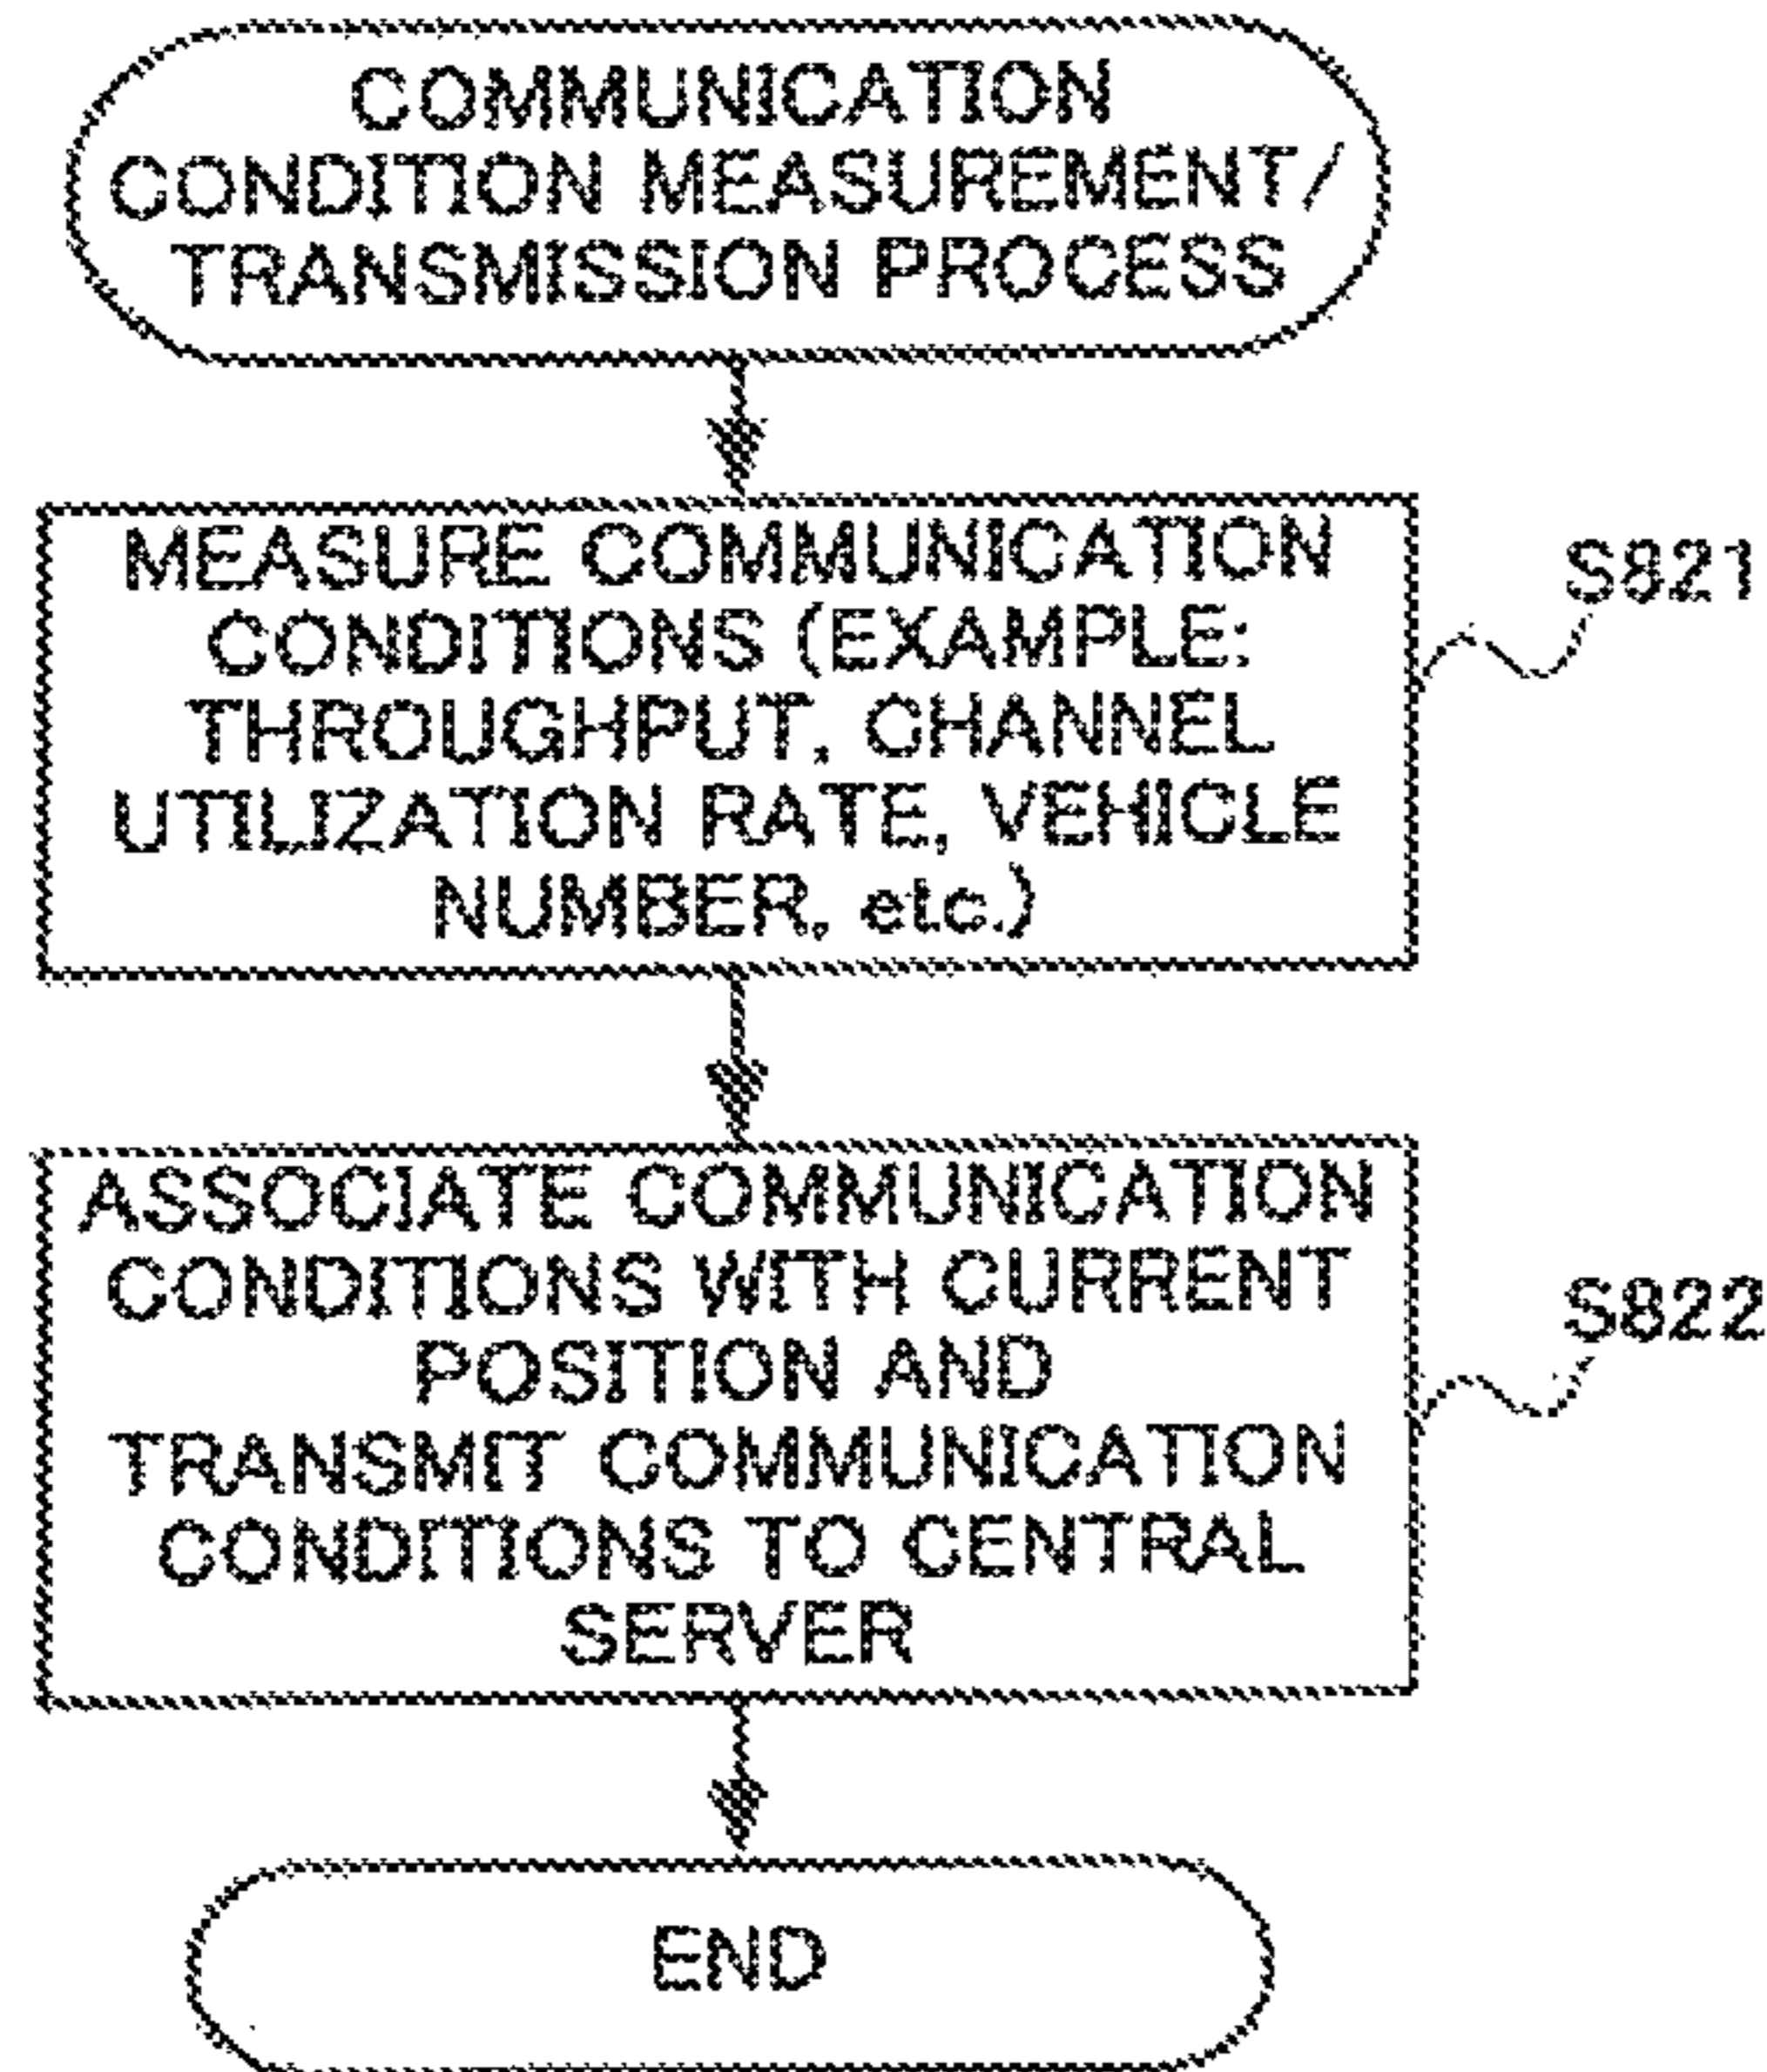 COMMUNICATION
CONDITION MEASUREMENT/
TRANSMISSION PROCESS
MEASURE COMMUNICATION
CONDITIONS (EXAMPLE:
THROUGHPUT, CHANNEL
UTILIZATION RATE, VEHICLE
NUMBER, etc.)
S821
ASSOCIATE COMMUNICATION
CONDITIONS WITH CURRENT
POSITION AND
TRANSMIT COMMUNICATION
CONDITIONS TO CENTRAL
SERVER
S822
END